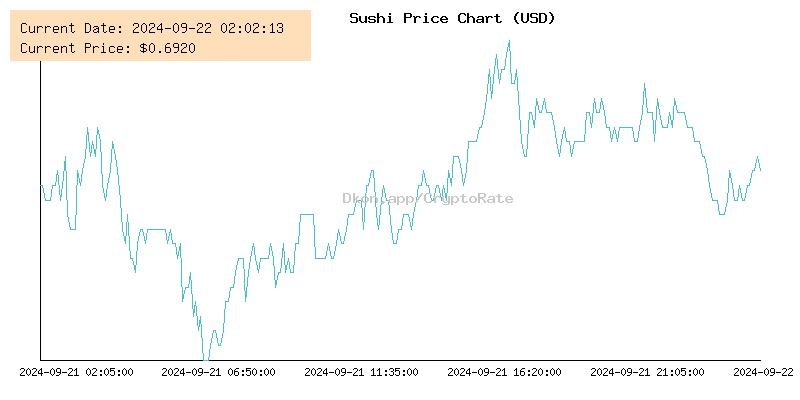 Sushi Price Chart (USD)
Current Date: 2024-09-22 02:02:13
Current Price: $0.6920
Dkon.app/CryptoRate
2024-09-21 02:05:00 2024-09-21 06:50:00 2024-09-21 11:35:00 2024-09-21 16:20:00 2024-09-21 21:05:00 2024-09-22